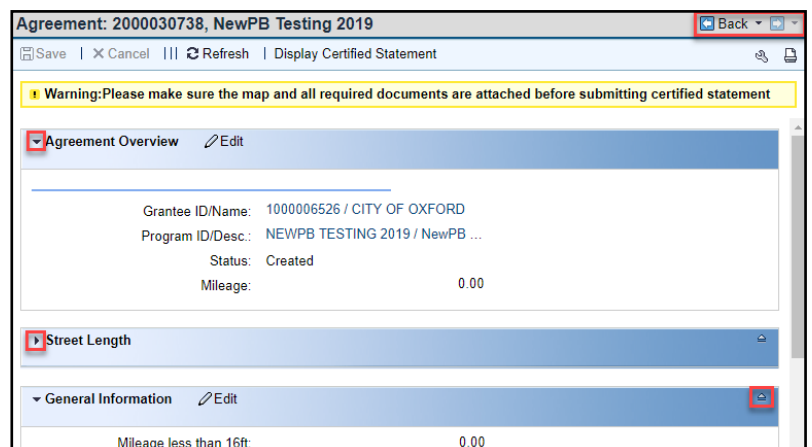 Agreement: 2000030738, NewPB Testing 2019 Back
Save | Cancel Refresh | Display Certified Statement
Warning:Please make sure the map and all required documents are attached before submitting certified statement
Agreement Overview Edit
Grantee ID/Name: 1000006526 / CITY OF OXFORD
Program ID/Desc.: NEWPB TESTING 2019 / NewPB ...
Status: Created
Mileage: 0.00
Street Length
General Information Edit
Mileage less than 16ft: 0.00